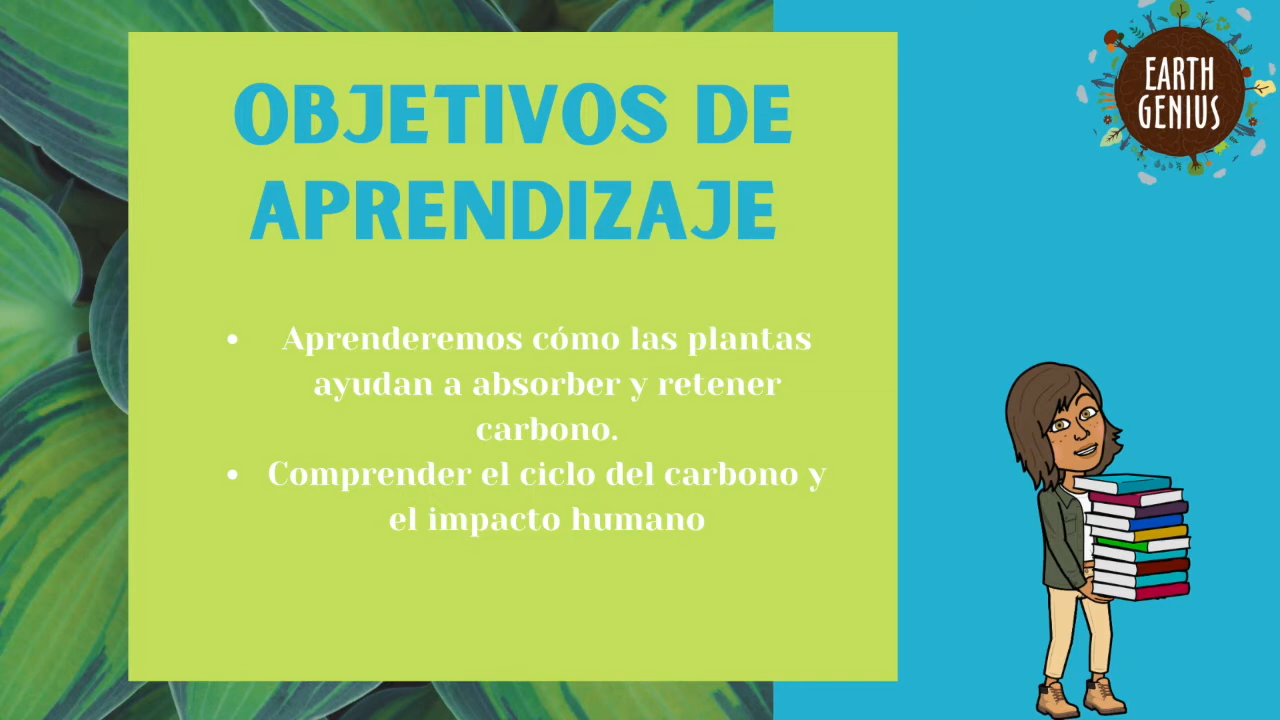 EARTH
GENIUS
OBJETIVOS DE
APRENDIZAJE
• Aprenderemos cómo las plantas
ayudan a absorber y retener
carbono.
• Comprender el ciclo del carbono y
el impacto humano